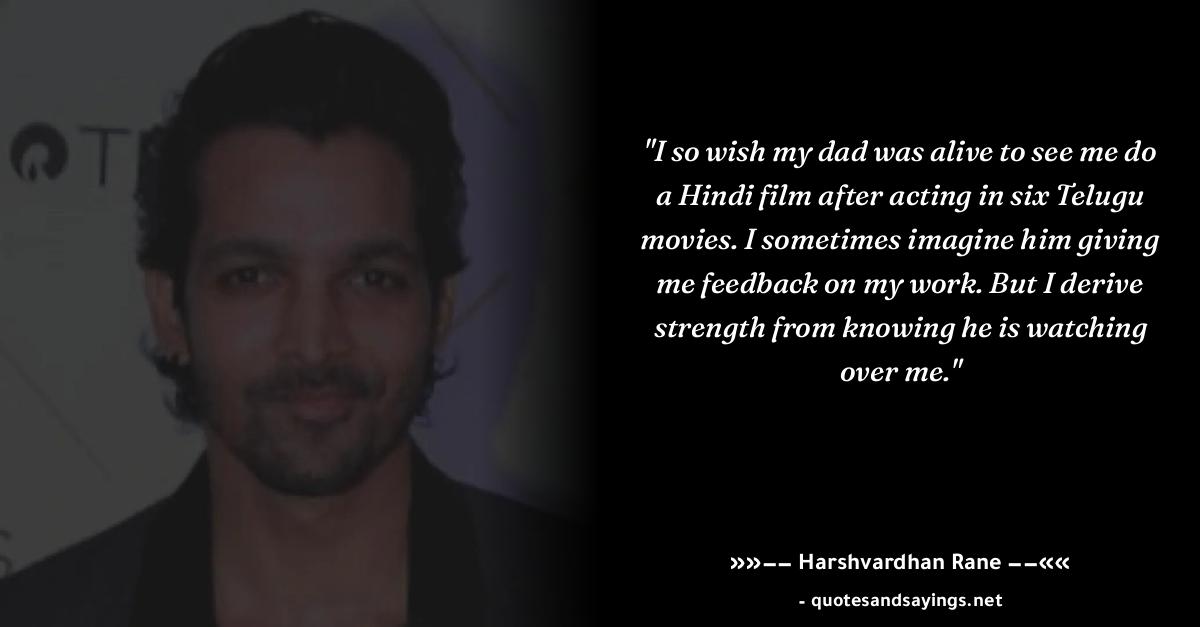 "I so wish my dad was alive to see me do
a Hindi film after acting in six Telugu
movies. I sometimes imagine him giving
me feedback on my work. But I derive
strength from knowing he is watching
over me."
»»–– Harshvardhan Rane ––««
- quotesandsayings.net